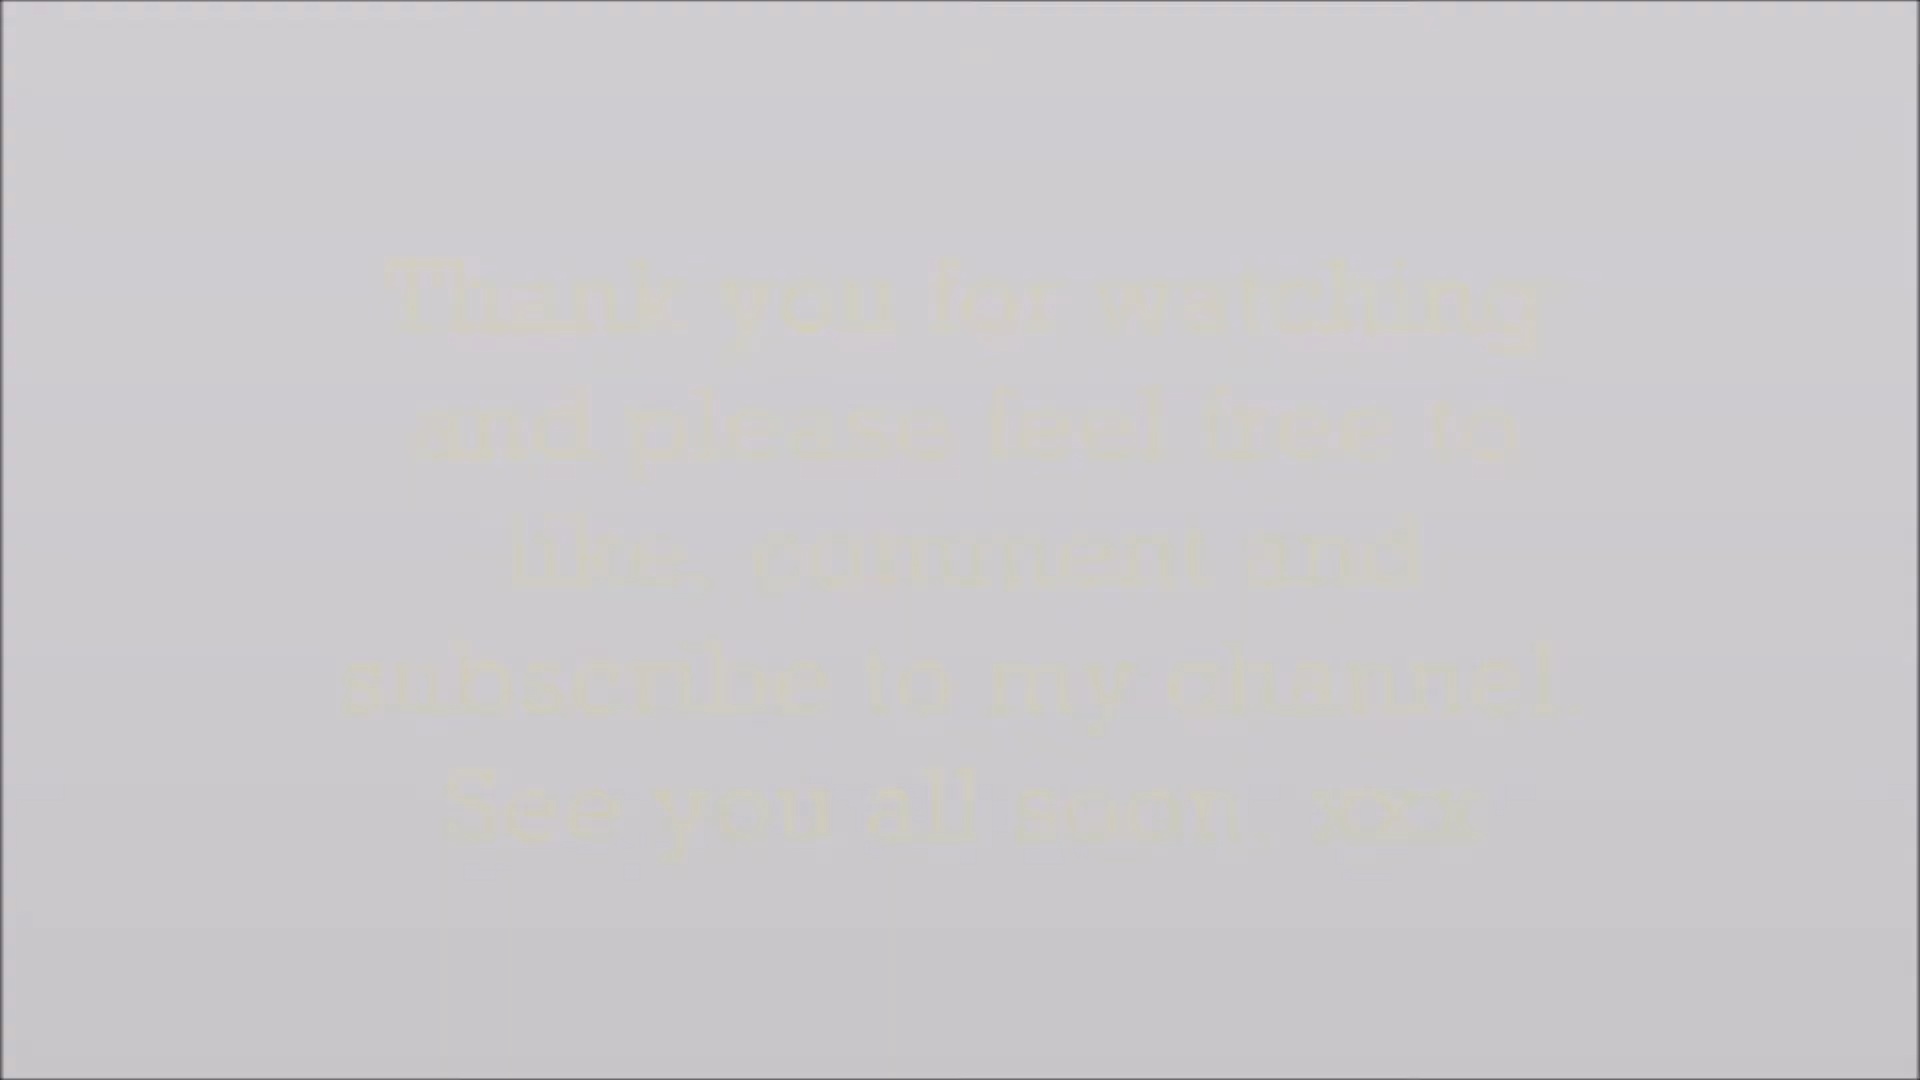 Thank you for watching
and please feel free to
like, comment and
subscribe to my channel.
See you all soon. xxx